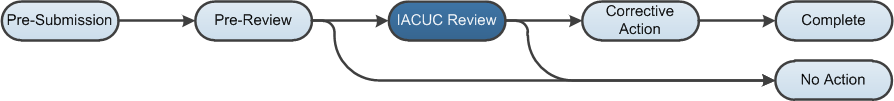 Pre-Submission
Pre-Review
IACUC Review
Corrective
Action
Complete
No Action